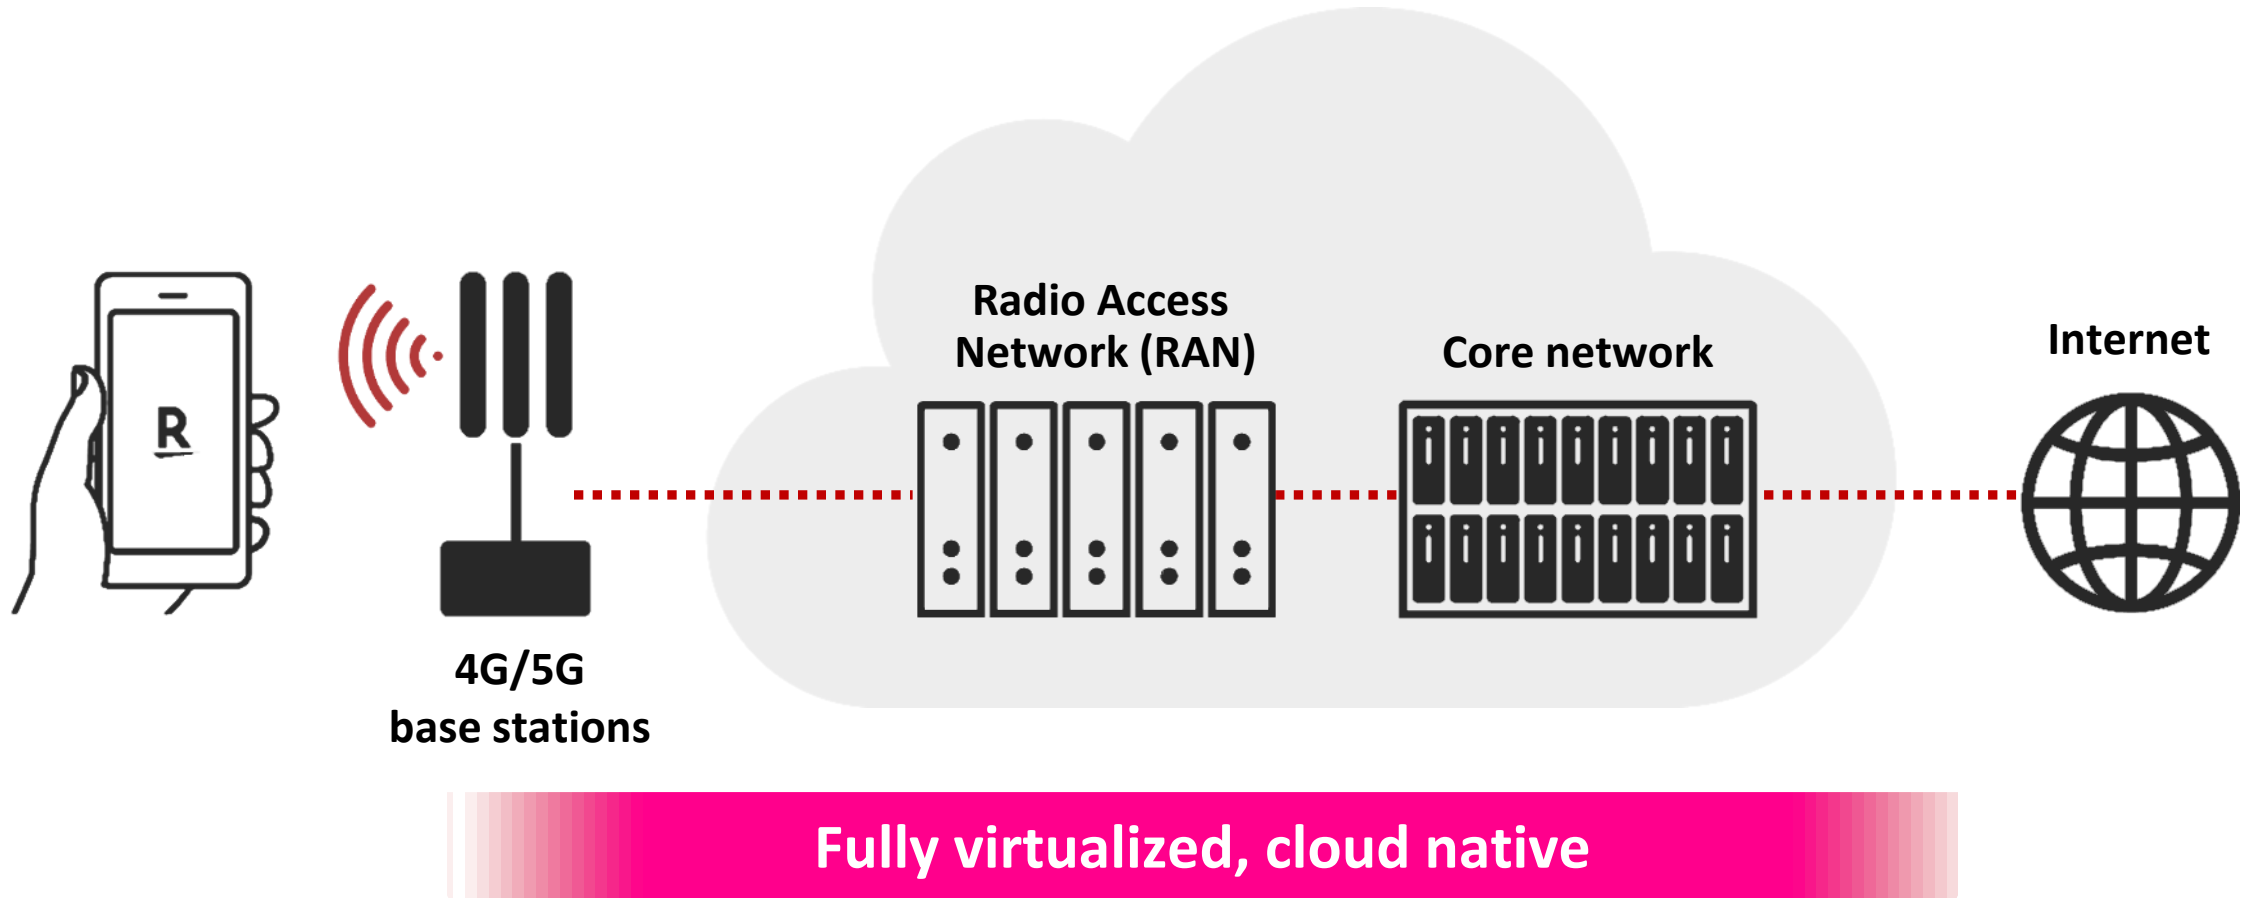 R
4G/5G
base stations
Radio Access
Network (RAN)
Core network
Internet
Fully virtualized, cloud native